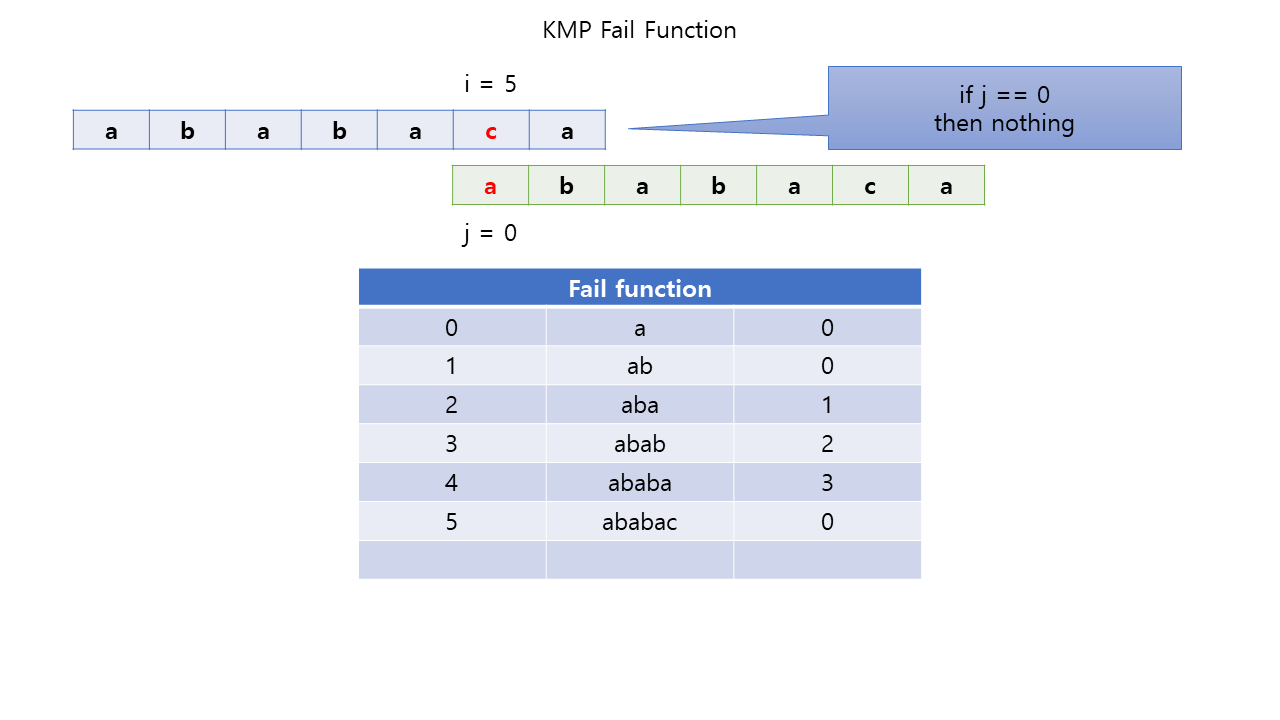 KMP Fail Function
i = 5
if j == 0
then nothing
a b a b a c a
a b a b a c a
j = 0
Fail function
0 a 0
1 ab 0
2 aba 1
3 abab 2
4 ababa 3
5 ababac 0